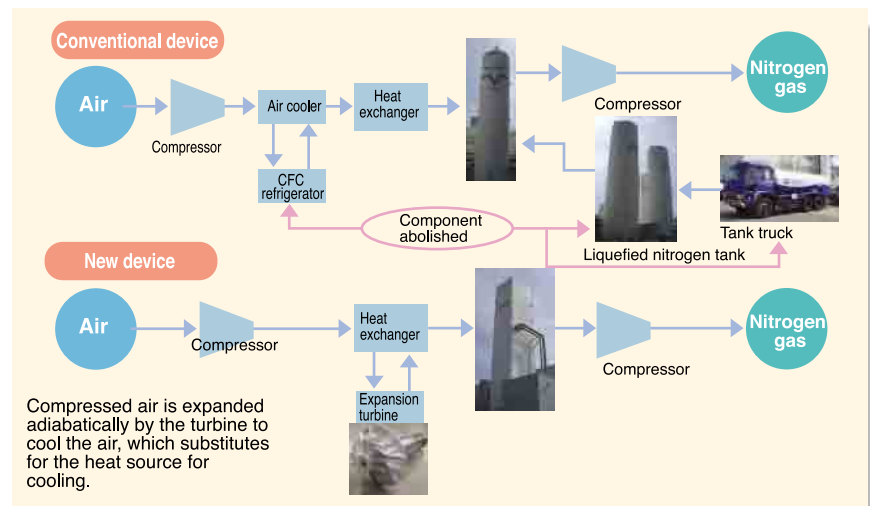 Conventional device
Air
Compressor
Air cooler
CFC
refrigerator
Heat
exchanger
Compressor
Nitrogen
gas
Tank truck
Liquefied nitrogen tank
Component
abolished
New device
Air
Compressor
Heat
exchanger
Expansion
turbine
Compressor
Nitrogen
gas
Compressed air is expanded
adiabatically by the turbine to
cool the air, which substitutes
for the heat source for
cooling.